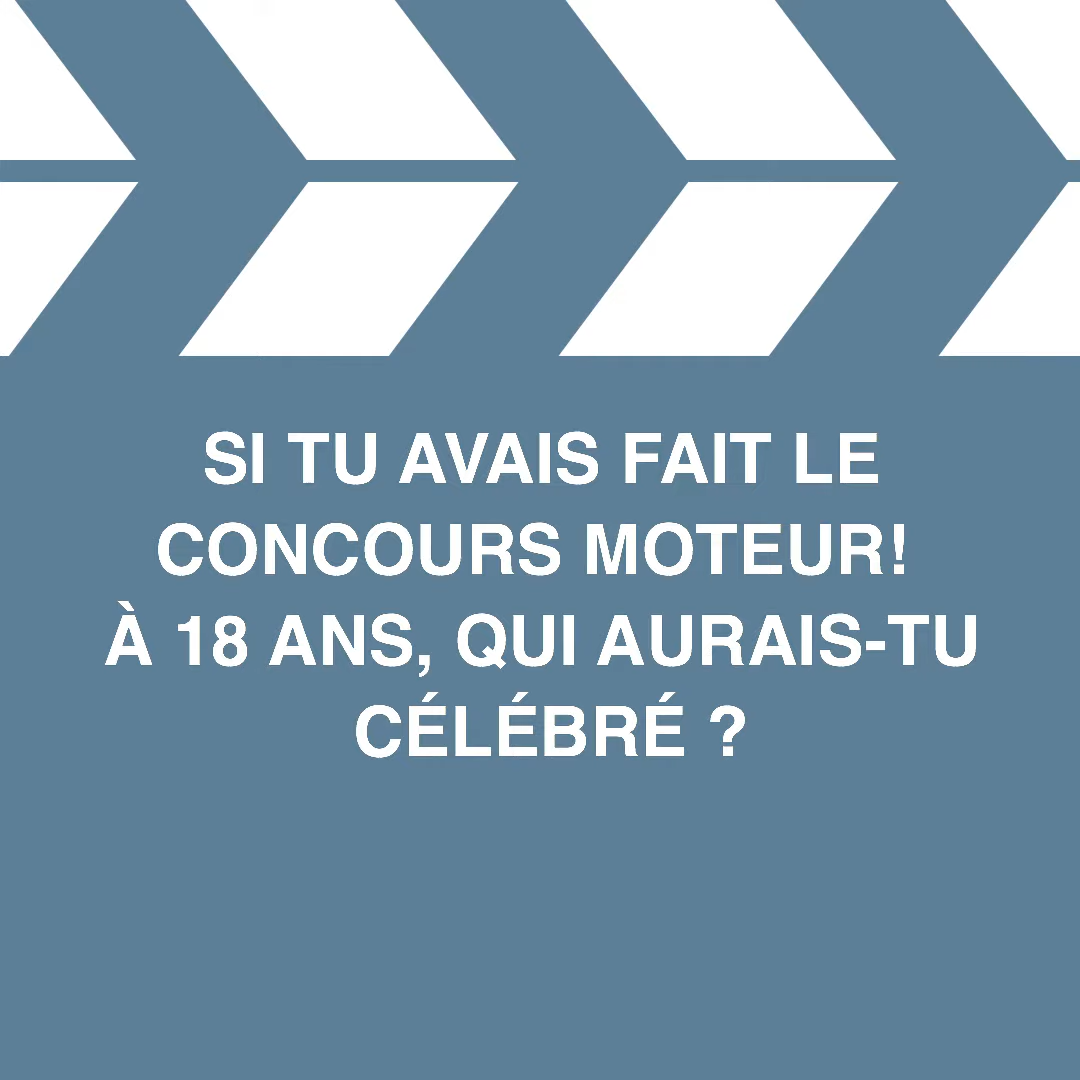 SI TU AVAIS FAIT LE
CONCOURS MOTEUR!
À 18 ANS, QUI AURAIS-TU
CÉLÉBRÉ ?